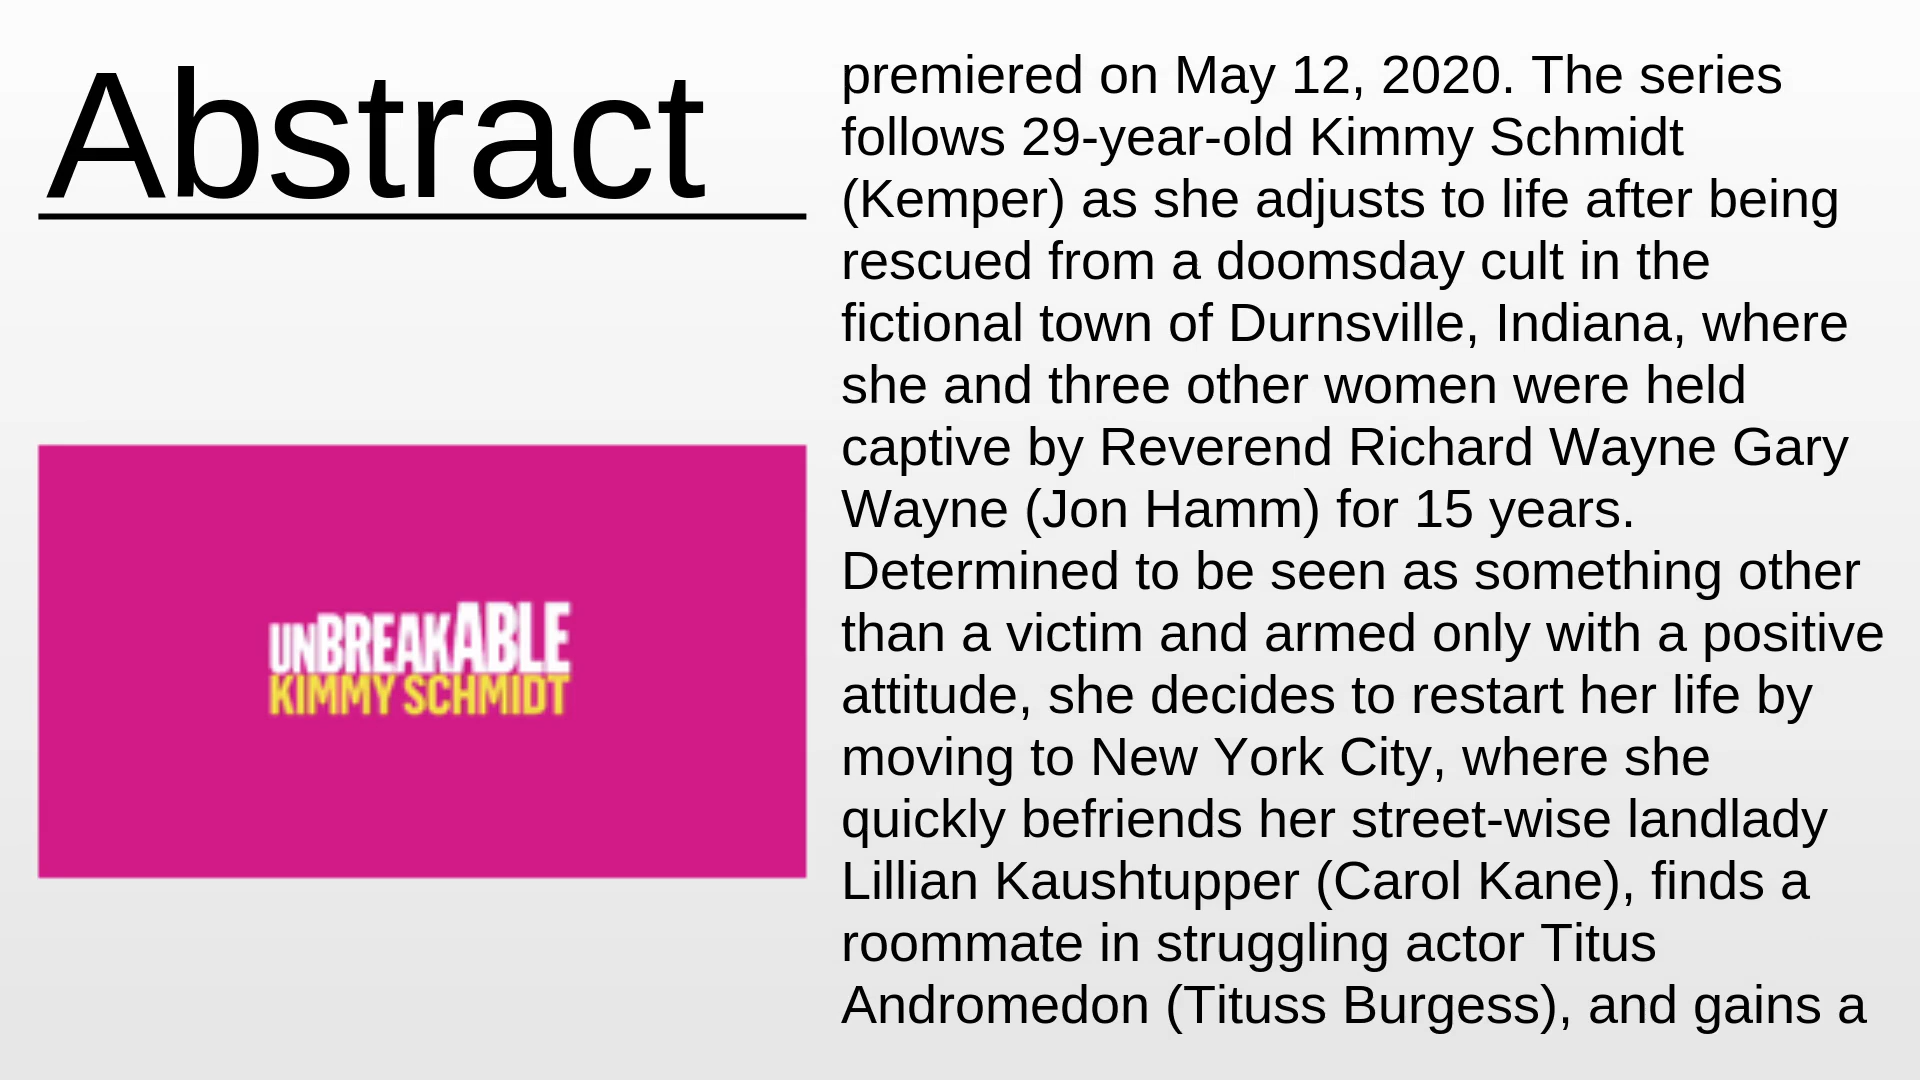 Abstract
UNBREAKABLE
KIMMY SCHMIDT
premiered on May 12, 2020. The series
follows 29-year-old Kimmy Schmidt
(Kemper) as she adjusts to life after being
rescued from a doomsday cult in the
fictional town of Durnsville, Indiana, where
she and three other women were held
captive by Reverend Richard Wayne Gary
Wayne (Jon Hamm) for 15 years.
Determined to be seen as something other
than a victim and armed only with a positive
attitude, she decides to restart her life by
moving to New York City, where she
quickly befriends her street-wise landlady
Lillian Kaushtupper (Carol Kane), finds a
roommate in struggling actor Titus
Andromedon (Tituss Burgess), and gains a